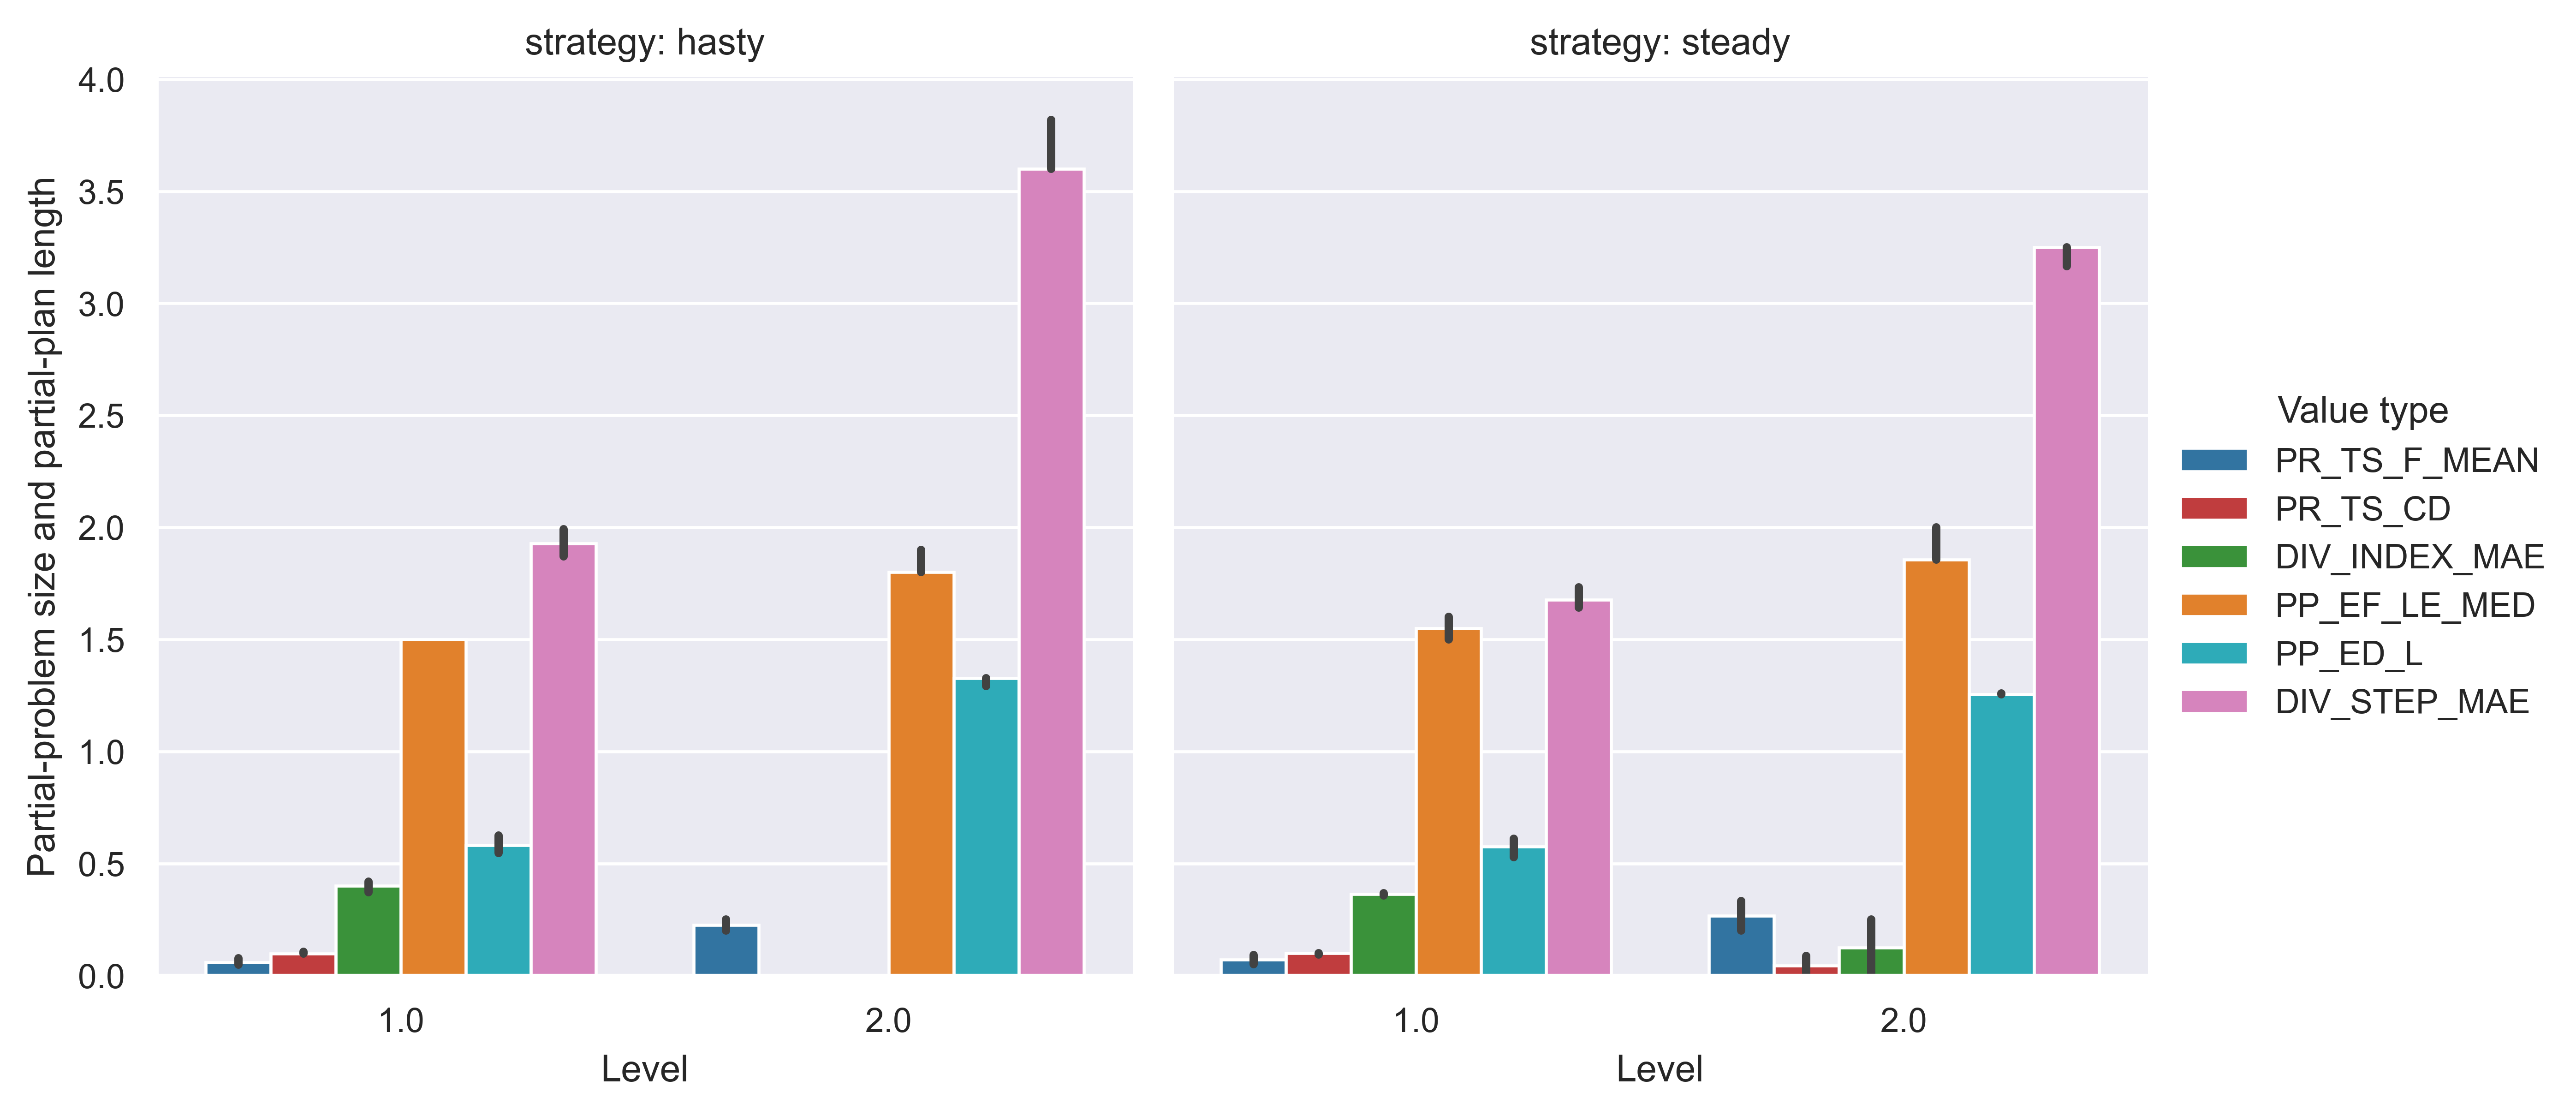 strategy: hasty
strategy: steady
Partial-problem size and partial-plan length
4.0
3.5
3.0
2.5
2.0
1.5
1.0
0.5
0.0
1.0
2.0
1.0
2.0
Level
Level
Value type
PR_TS_F_MEAN
PR_TS_CD
DIV_INDEX_MAE
PP_EF_LE_MED
PP_ED_L
DIV_STEP_MAE